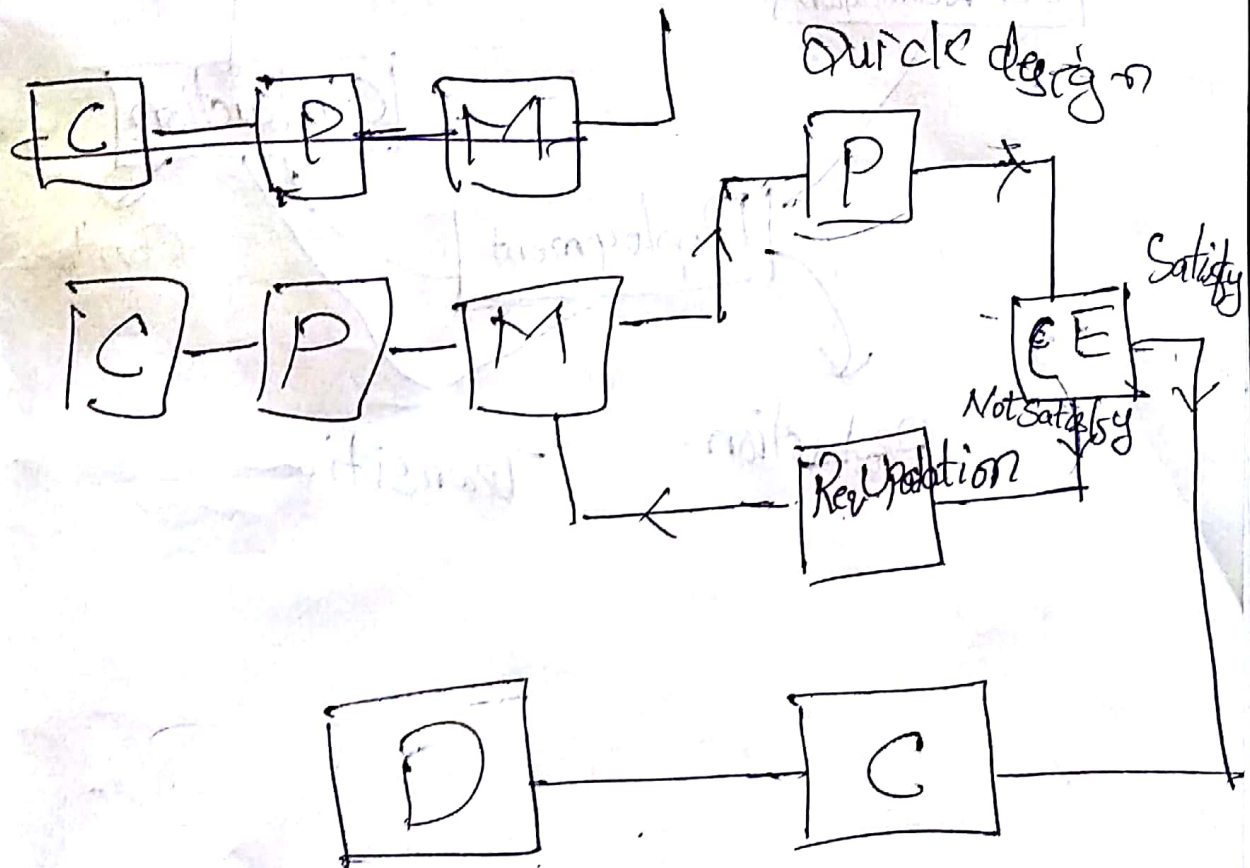 Quick design
C P M
P
C P M
CE
Satisfy
Not Satisfy
Req Updation
D C